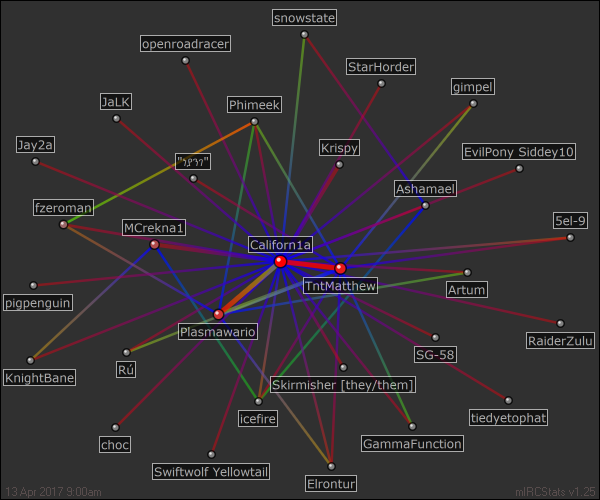 snowstate
openroadracer
StarHorder
gimpel
JaLK
Phimeek
Jay2a
Krispy
EvilPony Siddey10
Ashamael
fzeroman
MCrekna1
5el-9
Californ1a
TntMatthew
pigpenguin
Artum
Plasmawario
RaiderZulu
SG-58
KnightBane
Rú
Skirmisher [they/them]
icefire
tiedyetophat
choc
GammaFunction
Swiftwolf Yellowtail
Elrontur
13 Apr 2017 9:00am
mIRCStats v1.25